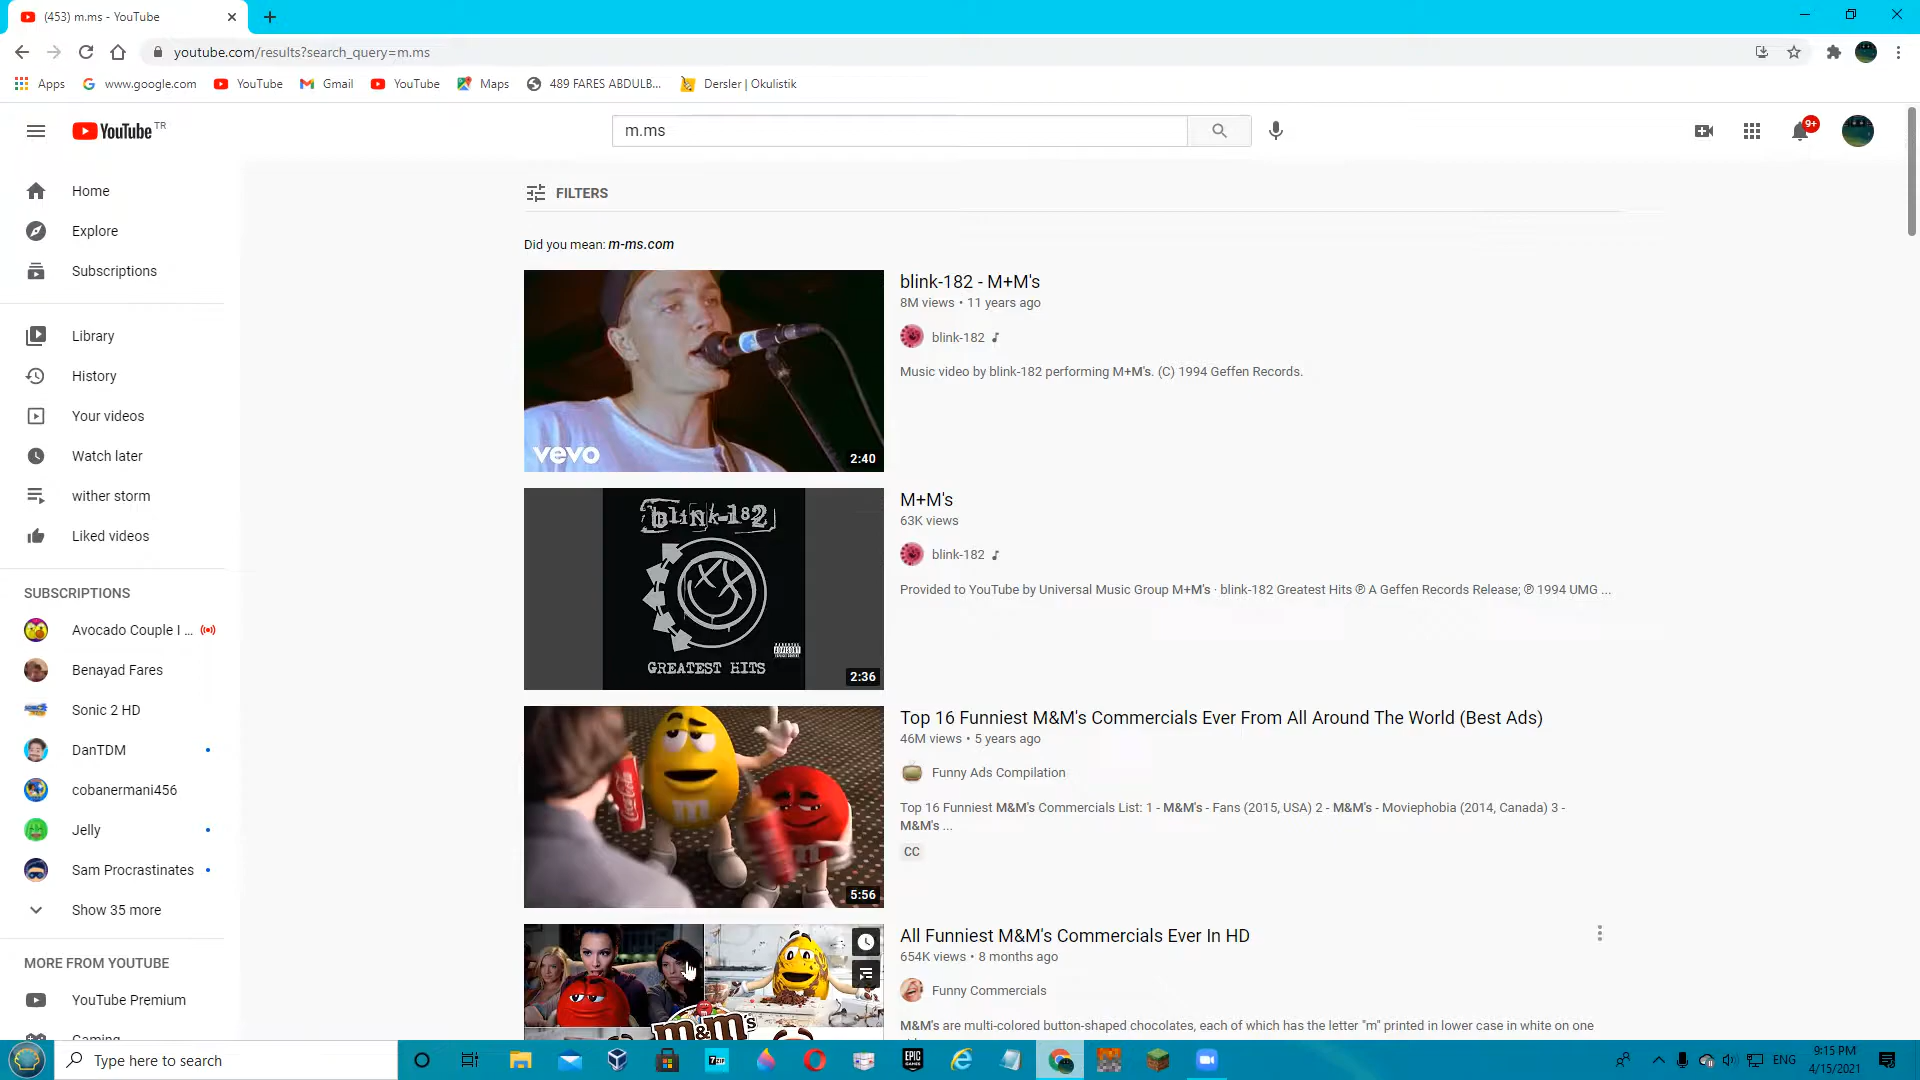 (453) m.ms - YouTube
youtube.com/results?search_query=m.ms
Apps
www.google.com
YouTube
Gmail
YouTube
Maps
489 FARES ABDULB...
Dersler | Okulistik
YouTube TR
m.ms
9+
Home
Explore
Subscriptions
Library
History
Your videos
Watch later
wither storm
Liked videos
SUBSCRIPTIONS
Avocado Couple I ...
Benayad Fares
Sonic 2 HD
DanTDM
cobanermani456
Jelly
Sam Procrastinates
Show 35 more
MORE FROM YOUTUBE
YouTube Premium
Gaming
FILTERS
Did you mean: m-ms.com
vevo
2:40
blink-182 - M+M's
8M views • 11 years ago
blink-182
Music video by blink-182 performing M+M's. (C) 1994 Geffen Records.
blink-182
GREATEST HITS
2:36
M+M's
63K views
blink-182
Provided to YouTube by Universal Music Group M+M's · blink-182 Greatest Hits ℗ A Geffen Records Release; ℗ 1994 UMG ...
m
5:56
Top 16 Funniest M&M's Commercials Ever From All Around The World (Best Ads)
46M views • 5 years ago
Funny Ads Compilation
Top 16 Funniest M&M's Commercials List: 1 - M&M's - Fans (2015, USA) 2 - M&M's - Moviephobia (2014, Canada) 3 -
M&M's ...
CC
m&m's
All Funniest M&M's Commercials Ever In HD
654K views • 8 months ago
Funny Commercials
M&M's are multi-colored button-shaped chocolates, each of which has the letter "m" printed in lower case in white on one
Type here to search
7ZIP
EPIC
GAMES
ENG
9:15 PM
4/15/2021